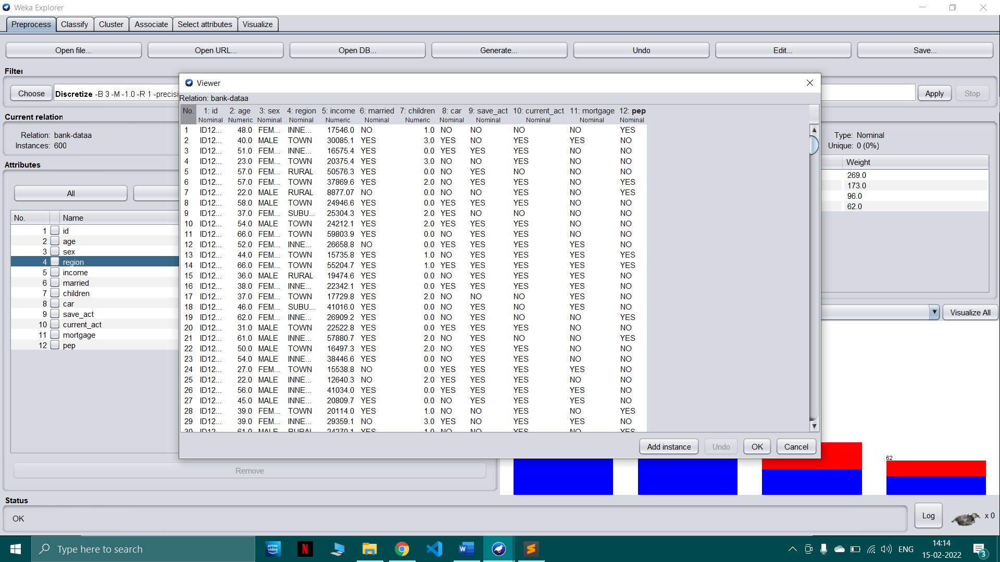 Weka Explorer
Preprocess Classify Cluster Associate Select attributes Visualize
Open file... Open URL... Open DB... Generate... Undo Edit... Save...
Filter
Choose Discretize -B 3 -M -1.0 -R 1 -precisi Apply Stop
Current relation
Relation: bank-dataa
Instances: 600
Attributes
All
No. Name
1 id
2 age
3 sex
4 region
5 income
6 married
7 children
8 car
9 save_act
10 current_act
11 mortgage
12 pep
Remove
Viewer
Relation: bank-dataa
No. 1: id 2: age 3: sex 4: region 5: income 6: married 7: children 8: car 9: save_act 10: current_act 11: mortgage 12: pep
Nominal Numeric Nominal Nominal Numeric Nominal Numeric Nominal Nominal Nominal Nominal Nominal
1 ID12... 48.0 FEM... INNE... 17546.0 NO 1.0 NO NO NO NO YES
2 ID12... 40.0 MALE TOWN 30085.1 YES 3.0 YES NO YES YES NO
3 ID12... 51.0 FEM... INNE... 16575.4 YES 0.0 YES YES YES NO NO
4 ID12... 23.0 FEM... TOWN 20375.4 YES 3.0 NO NO YES NO NO
5 ID12... 57.0 FEM... RURAL 50576.3 YES 0.0 NO YES NO NO NO
6 ID12... 57.0 FEM... TOWN 37869.6 YES 2.0 NO YES YES NO YES
7 ID12... 22.0 MALE RURAL 8877.07 NO 0.0 NO NO YES NO YES
8 ID12... 58.0 MALE TOWN 24946.6 YES 0.0 YES YES YES NO NO
9 ID12... 37.0 FEM... SUBU... 25304.3 YES 2.0 YES NO NO NO NO
10 ID12... 54.0 MALE TOWN 24212.1 YES 2.0 YES YES YES NO NO
11 ID12... 66.0 FEM... TOWN 59803.9 YES 0.0 NO YES YES NO NO
12 ID12... 52.0 FEM... INNE... 26658.8 NO 0.0 YES YES YES YES NO
13 ID12... 44.0 FEM... TOWN 15735.8 YES 1.0 NO YES YES YES YES
14 ID12... 66.0 FEM... TOWN 55204.7 YES 1.0 YES YES YES YES YES
15 ID12... 36.0 MALE RURAL 19474.6 YES 0.0 NO YES YES YES NO
16 ID12... 38.0 FEM... INNE... 22342.1 YES 0.0 YES YES YES YES NO
17 ID12... 37.0 FEM... TOWN 17729.8 YES 2.0 NO NO NO YES NO
18 ID12... 46.0 FEM... SUBU... 41016.0 YES 0.0 NO YES NO YES NO
19 ID12... 62.0 FEM... INNE... 26909.2 YES 0.0 NO YES NO NO YES
20 ID12... 31.0 MALE TOWN 22522.8 YES 0.0 YES YES YES NO NO
21 ID12... 61.0 MALE INNE... 57880.7 YES 2.0 NO YES NO NO YES
22 ID12... 50.0 MALE TOWN 16497.3 YES 2.0 NO YES YES NO NO
23 ID12... 54.0 MALE INNE... 38446.6 YES 0.0 NO YES YES NO NO
24 ID12... 27.0 FEM... TOWN 15538.8 NO 0.0 YES YES YES YES NO
25 ID12... 22.0 MALE INNE... 12640.3 NO 2.0 YES YES YES NO NO
26 ID12... 56.0 MALE INNE... 41034.0 YES 0.0 YES YES YES YES NO
27 ID12... 45.0 MALE INNE... 20809.7 YES 0.0 NO YES YES YES NO
28 ID12... 39.0 FEM... TOWN 20114.0 YES 1.0 NO NO YES NO YES
29 ID12... 39.0 FEM... INNE... 29359.1 NO 3.0 YES NO YES YES NO
30 ID12... 61.0 MALE RURAL 24270.1 YES 1.0 NO NO YES NO YES
Add instance Undo OK Cancel
Type: Nominal
Unique: 0 (0%)
Weight
269.0
173.0
96.0
62.0
Visualize All
62
Status
OK
Log x 0
Type here to search
prime video
N
W
S
ENG
14:14
15-02-2022
3